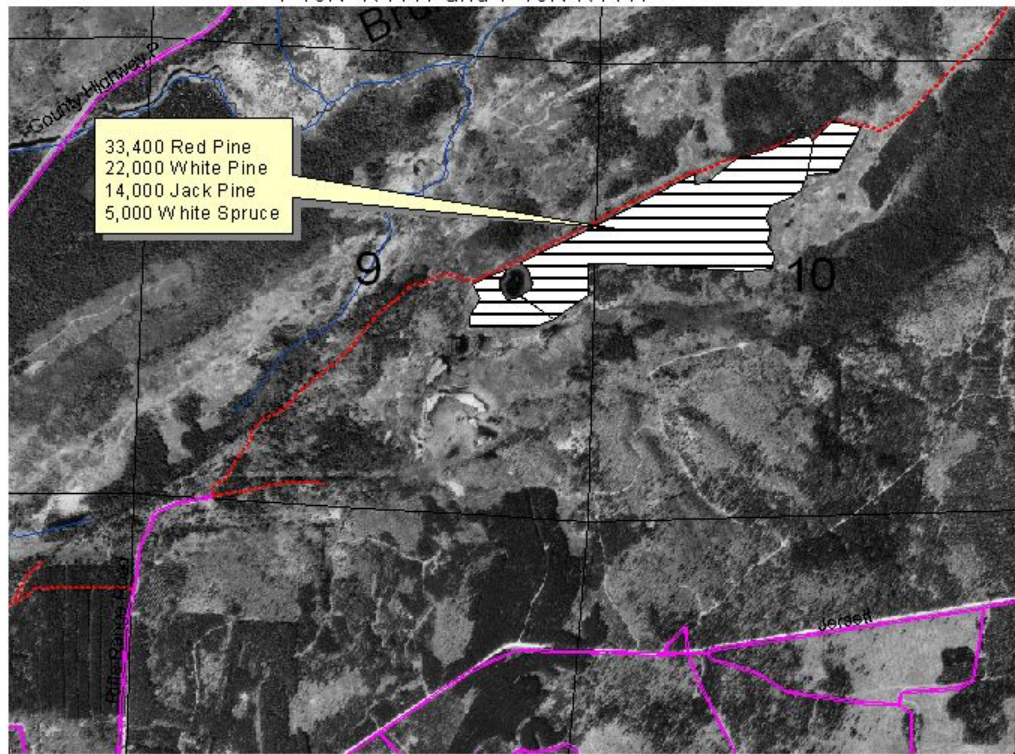 County Highway P
33,400 Red Pine
22,000 White Pine
14,000 Jack Pine
5,000 White Spruce
9
10
Jersett